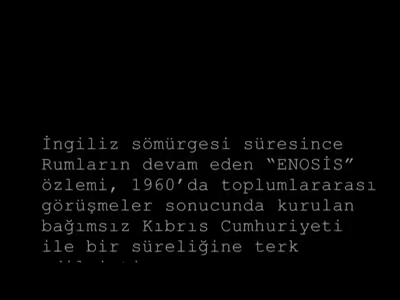 İngiliz sömürgesi süresince
Rumların devam eden “ENOSİS”
özlemi, 1960’da toplumlararası
görüşmeler sonucunda kurulan
bağımsız Kıbrıs Cumhuriyeti
ile bir süreliğine terk